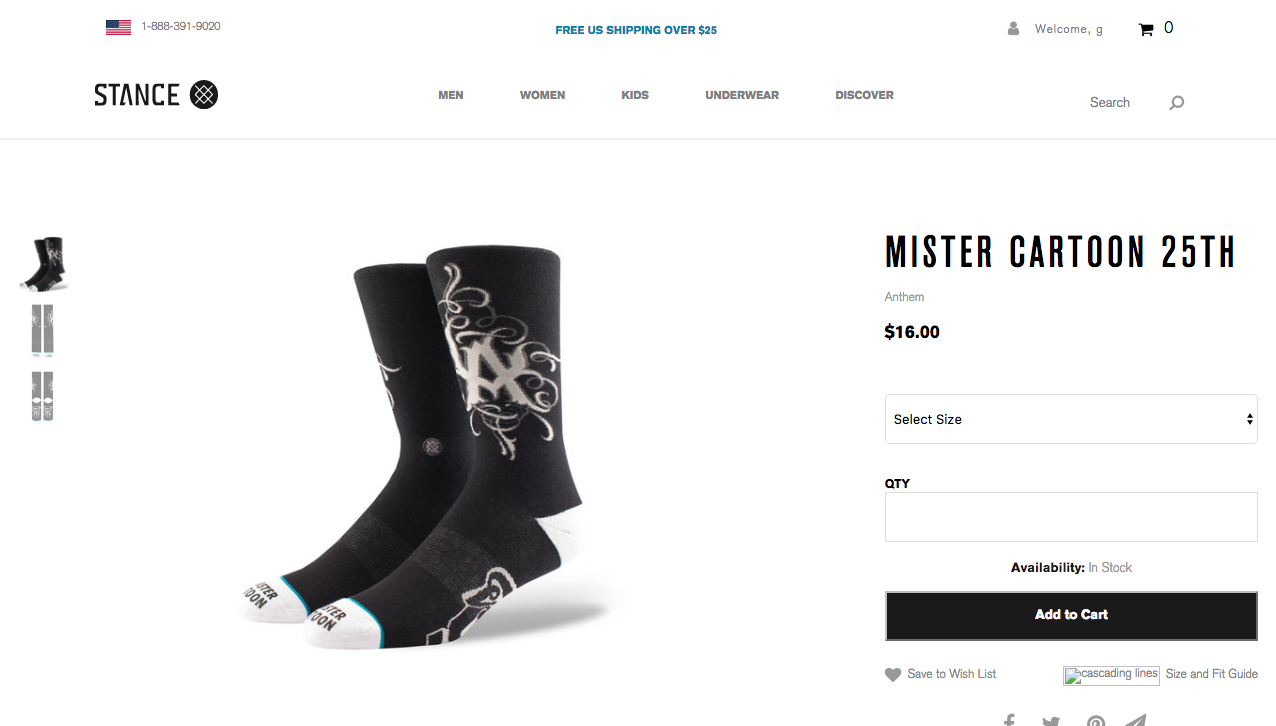 1-888-391-9020
FREE US SHIPPING OVER $25
Welcome, g
0
STANCE
MEN WOMEN KIDS UNDERWEAR DISCOVER
Search
MISTER CARTOON 25TH
Anthem
$16.00
Select Size
QTY
Availability: In Stock
Add to Cart
Save to Wish List
cascading lines
Size and Fit Guide